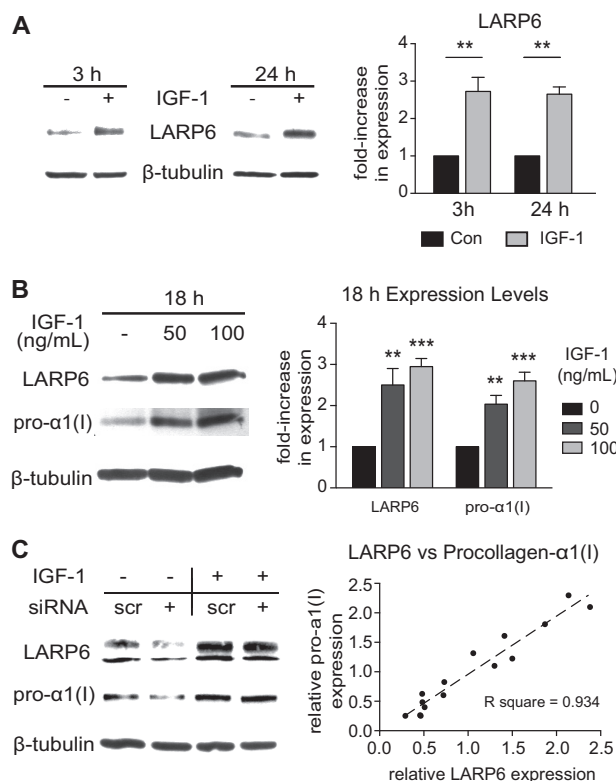 A
3 h
24 h
- + IGF-1 - +
LARP6
β-tubulin
LARP6
fold-increase
in expression
4
3
2
1
0
** **
3h 24 h
Con IGF-1
B
18 h
IGF-1
(ng/mL)
- 50 100
LARP6
pro-α1(I)
β-tubulin
18 h Expression Levels
fold-increase
in expression
4
3
2
1
0
** *** ** ***
LARP6 pro-α1(I)
IGF-1
(ng/mL)
0
50
100
C
IGF-1 - - + +
siRNA scr + scr +
LARP6
pro-α1(I)
β-tubulin
LARP6 vs Procollagen-α1(I)
relative pro-a1(I)
expression
2.5
2.0
1.5
1.0
0.5
0.0
R square = 0.934
0.0 0.5 1.0 1.5 2.0 2.5
relative LARP6 expression